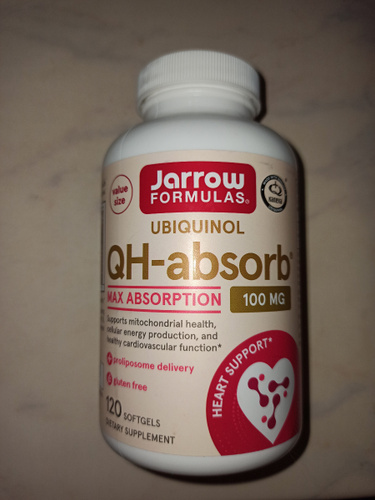 value
size
Jarrow
FORMULAS®
UBIQUINOL
QH-absorb®
MAX ABSORPTION
100 MG
Supports mitochondrial health,
cellular energy production, and
healthy cardiovascular function*
proliposome delivery
gluten free
HEART SUPPORT*
120 SOFTGELS
DIETARY SUPPLEMENT